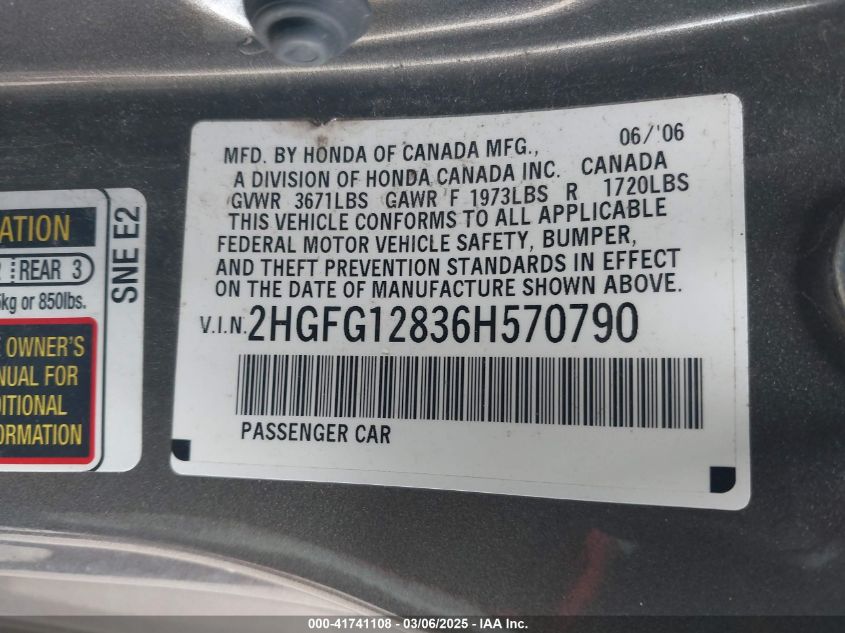 MFD. BY HONDA OF CANADA MFG., 06/'06
A DIVISION OF HONDA CANADA INC. CANADA
GVWR 3671LBS GAWR F 1973LBS R 1720LBS
THIS VEHICLE CONFORMS TO ALL APPLICABLE
FEDERAL MOTOR VEHICLE SAFETY, BUMPER,
AND THEFT PREVENTION STANDARDS IN EFFECT
ON THE DATE OF MANUFACTURE SHOWN ABOVE.
V.I.N. 2HGFG12836H570790
PASSENGER CAR
ATION
REAR 3
kg or 850lbs.
OWNER'S
NUAL FOR
DITIONAL
ORMATION
SNE E2
000-41741108 - 03/06/2025 - IAA Inc.